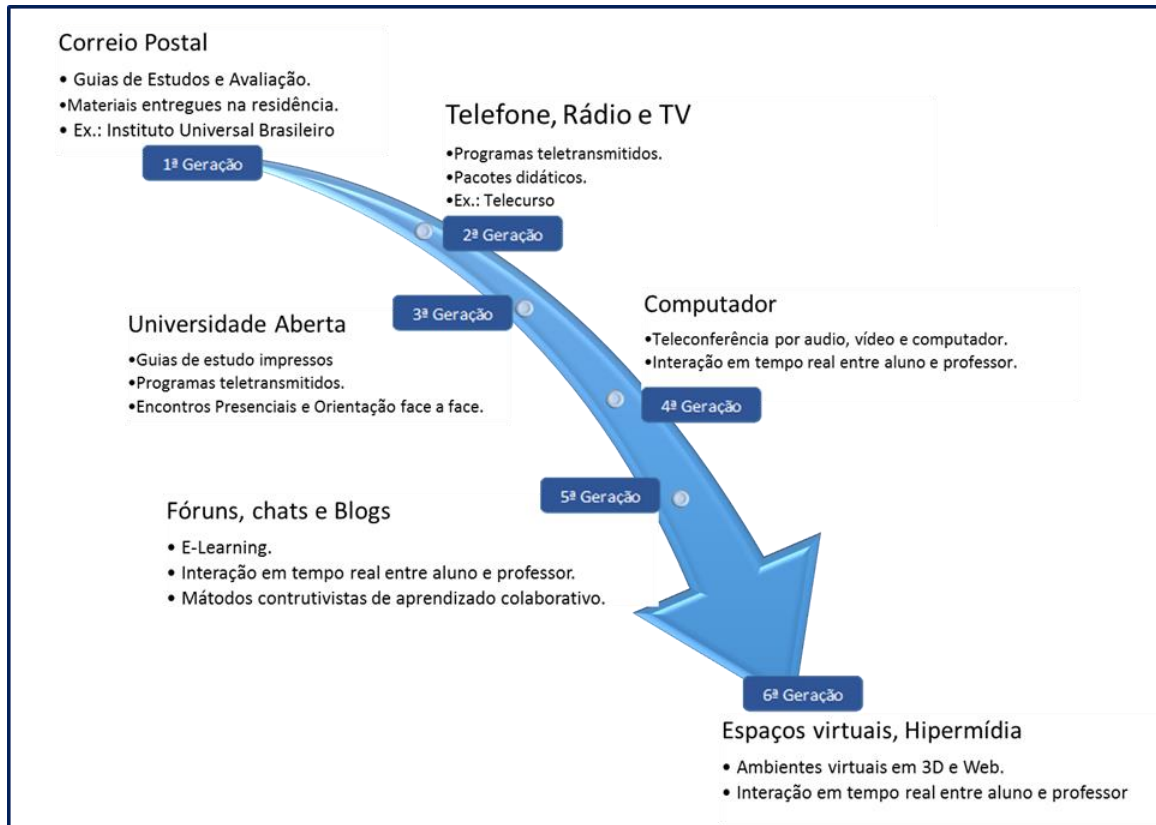 Correio Postal
• Guias de Estudos e Avaliação.
•Materiais entregues na residência.
• Ex.: Instituto Universal Brasileiro
1ª Geração
Telefone, Rádio e TV
•Programas teletransmitidos.
•Pacotes didáticos.
•Ex.: Telecurso
2ª Geração
3ª Geração
Universidade Aberta
•Guias de estudo impressos
•Programas teletransmitidos.
•Encontros Presenciais e Orientação face a face.
Computador
•Teleconferência por audio, vídeo e computador.
•Interação em tempo real entre aluno e professor.
4ª Geração
5ª Geração
Fóruns, chats e Blogs
• E-Learning.
• Interação em tempo real entre aluno e professor.
• Mátodos contrutivistas de aprendizado colaborativo.
6ª Geração
Espaços virtuais, Hipermídia
• Ambientes virtuais em 3D e Web.
• Interação em tempo real entre aluno e professor